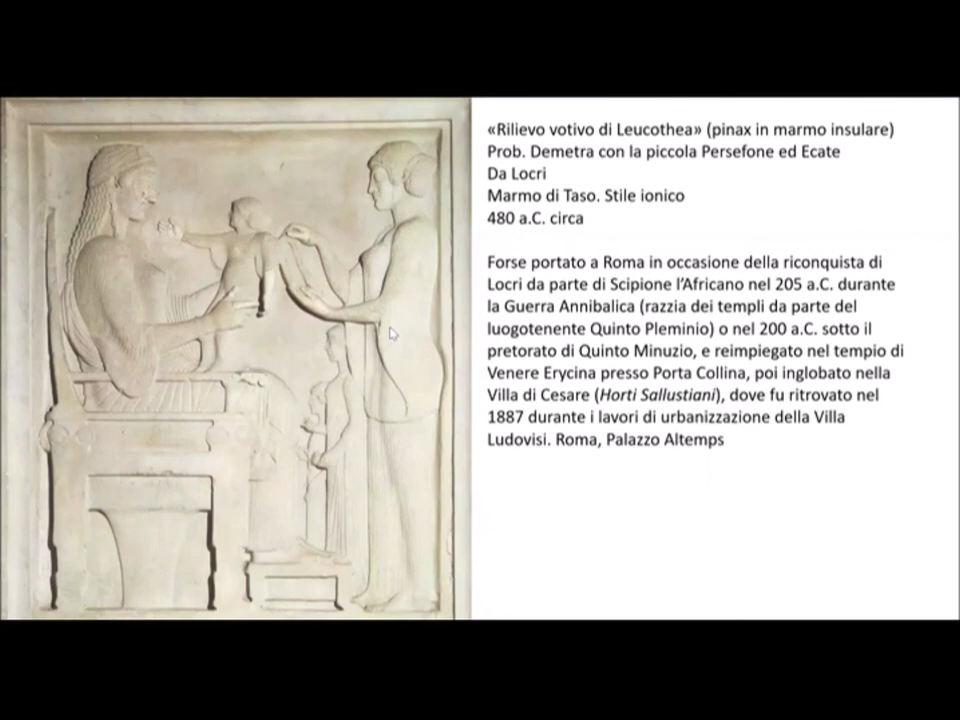 «Rilievo votivo di Leucothea» (pinax in marmo insulare)
Prob. Demetra con la piccola Persefone ed Ecate
Da Locri
Marmo di Taso. Stile ionico
480 a.C. circa
Forse portato a Roma in occasione della riconquista di
Locri da parte di Scipione l'Africano nel 205 a.C. durante
la Guerra Annibalica (razzia dei templi da parte del
luogotenente Quinto Pleminio) o nel 200 a.C. sotto il
pretorato di Quinto Minuzio, e reimpiegato nel tempio di
Venere Erycina presso Porta Collina, poi inglobato nella
Villa di Cesare (Horti Sallustiani), dove fu ritrovato nel
1887 durante i lavori di urbanizzazione della Villa
Ludovisi. Roma, Palazzo Altemps